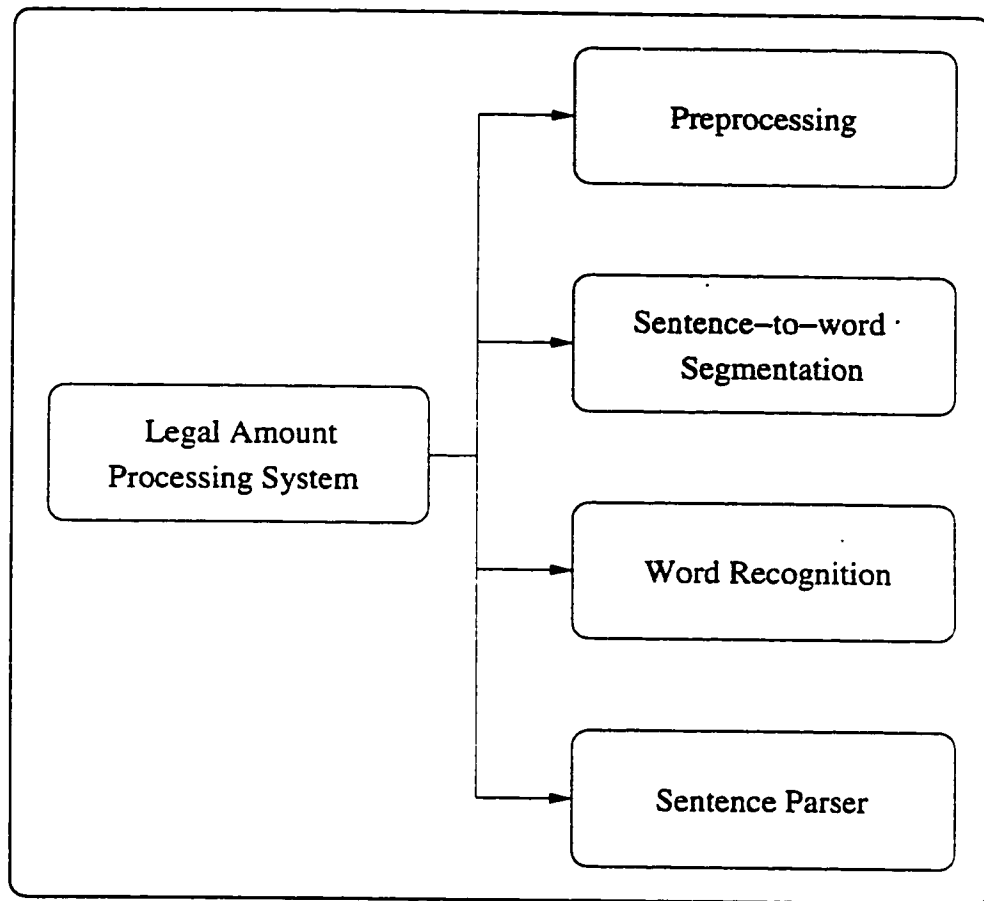 Preprocessing
Sentence–to–word
Segmentation
Legal Amount
Processing System
Word Recognition
Sentence Parser